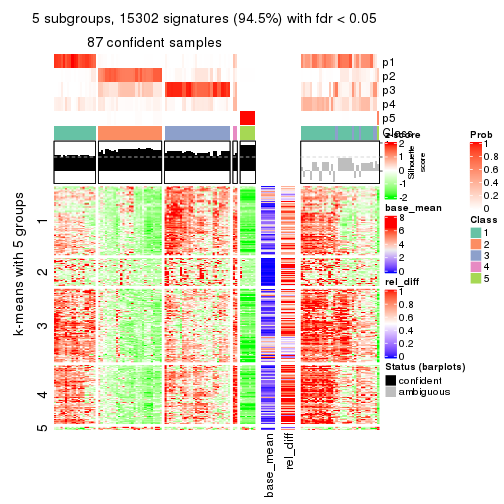 5 subgroups, 15302 signatures (94.5%) with fdr < 0.05
87 confident samples
p1
p2
p3
p4
p5
Class
Silhouette
score
k-means with 5 groups
1
2
3
4
5
base_mean
rel_diff
z-score
2
1
0
-1
-2
base_mean
8
6
4
2
0
rel_diff
1
0.8
0.6
0.4
0.2
0
Status (barplots)
confident
ambiguous
Prob
1
0.8
0.6
0.4
0.2
0
Class
1
2
3
4
5